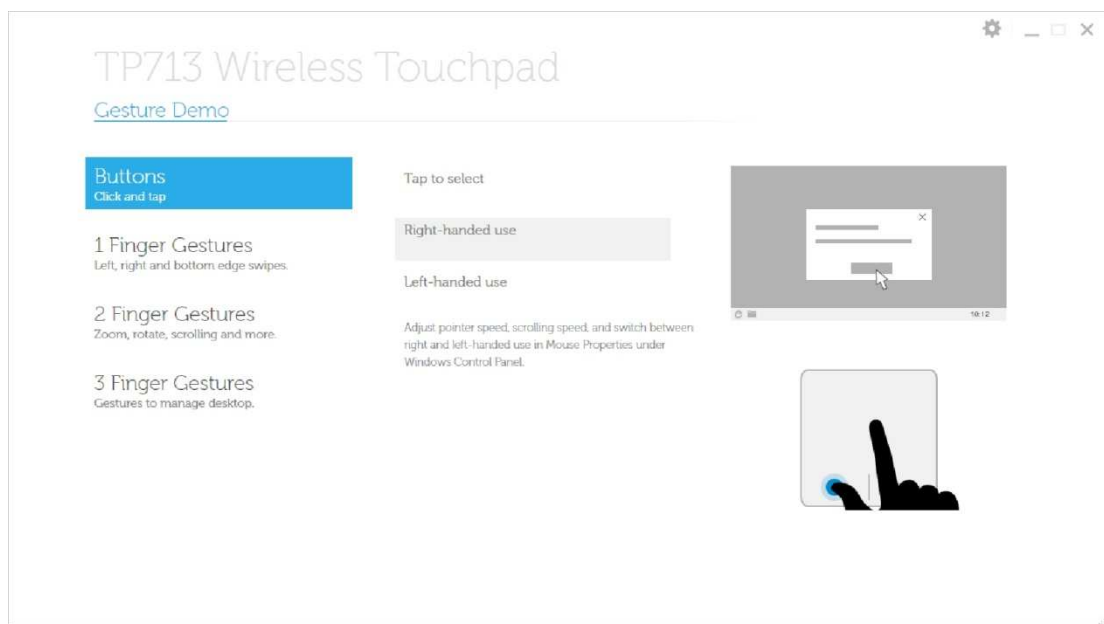 TP713 Wireless Touchpad
Gesture Demo
Buttons
Click and tap
1 Finger Gestures
Left, right and bottom edge swipes.
2 Finger Gestures
Zoom, rotate, scrolling and more.
3 Finger Gestures
Gestures to manage desktop.
Tap to select
Right-handed use
Left-handed use
Adjust pointer speed, scrolling speed, and switch between
right and left-handed use in Mouse Properties under
Windows Control Panel.
10:12